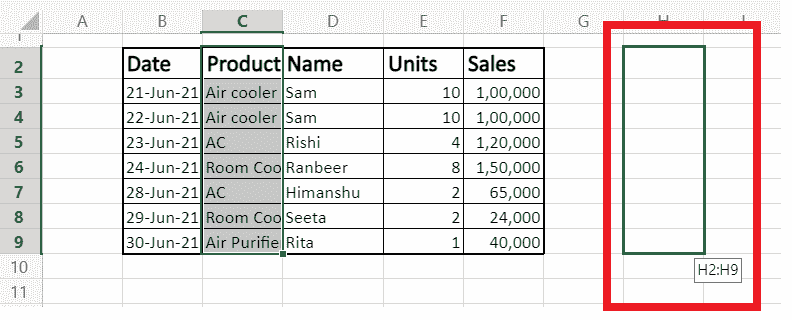 A B C D E F G H I
1
2 Date Product Name Units Sales
3 21-Jun-21 Air cooler Sam 10 1,00,000
4 22-Jun-21 Air cooler Sam 10 1,00,000
5 23-Jun-21 AC Rishi 4 1,20,000
6 24-Jun-21 Room Coo Ranbeer 8 1,50,000
7 28-Jun-21 AC Himanshu 2 65,000
8 29-Jun-21 Room Coo Seeta 2 24,000
9 30-Jun-21 Air Purifie Rita 1 40,000
10 H2:H9
11